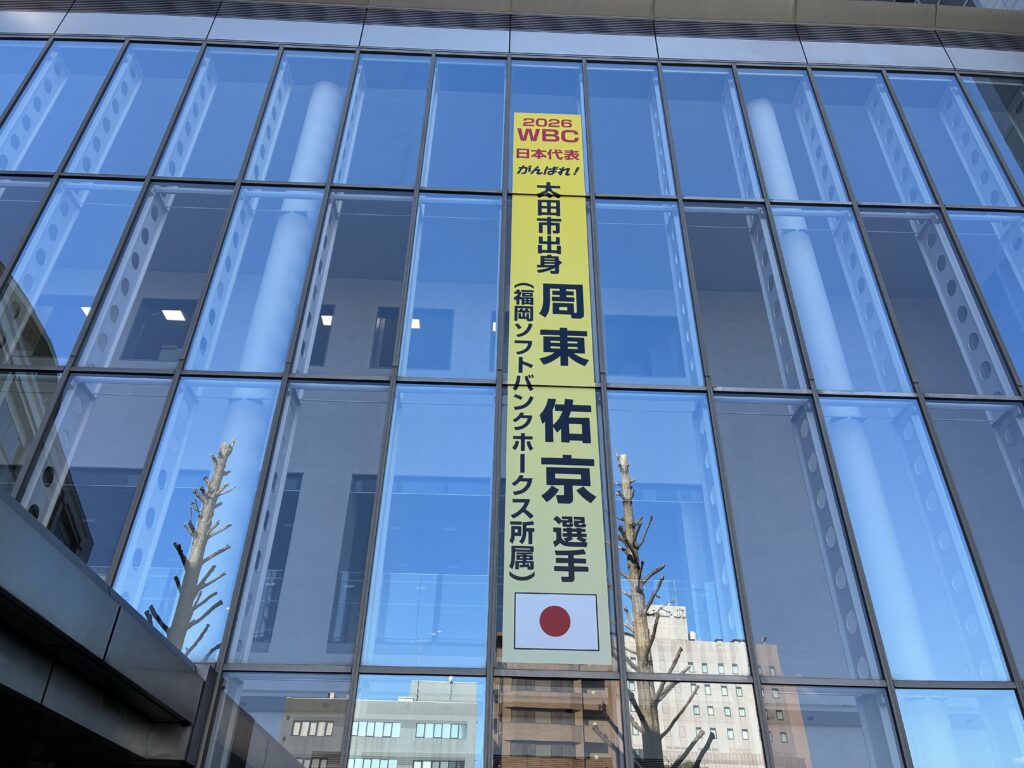 2026
WBC
日本代表
がんばれ!
太田市出身
周東 佑京 選手
(福岡ソフトバンクホークス所属)